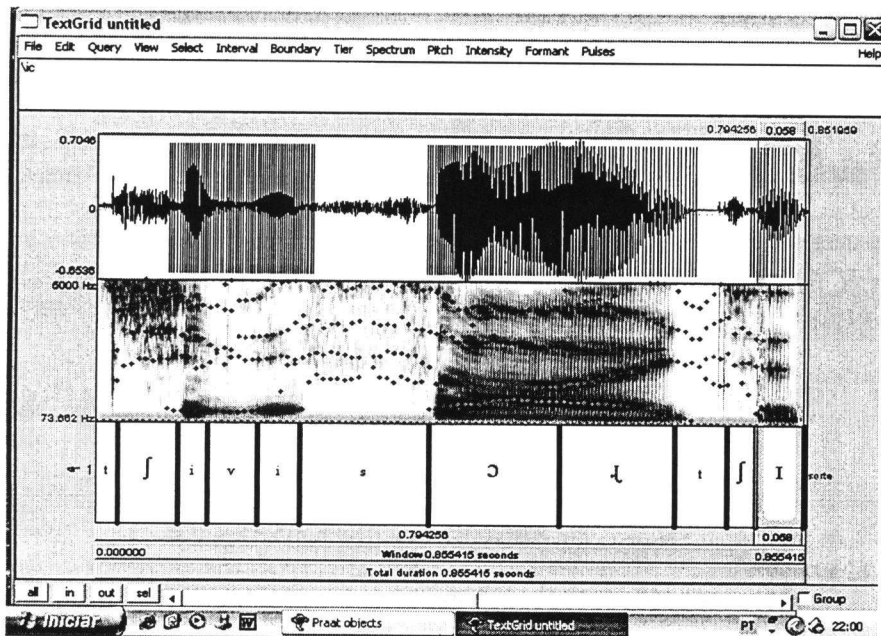 TextGrid untitled
File Edit Query View Select Interval Boundary Tier Spectrum Pitch Intensity Formant Pulses Help
\ic
0.794256 0.058 0.851959
0.7046
0
-0.6536
6000 Hz
73.662 Hz
1 t ʃ i v i s ɔ t ʃ ɪ sorte
0.794256 0.058
0.000000 Window 0.855415 seconds 0.855415
Total duration 0.855415 seconds
all in out sel Group
Iniciar W Praat objects TextGrid untitled PT 22:00